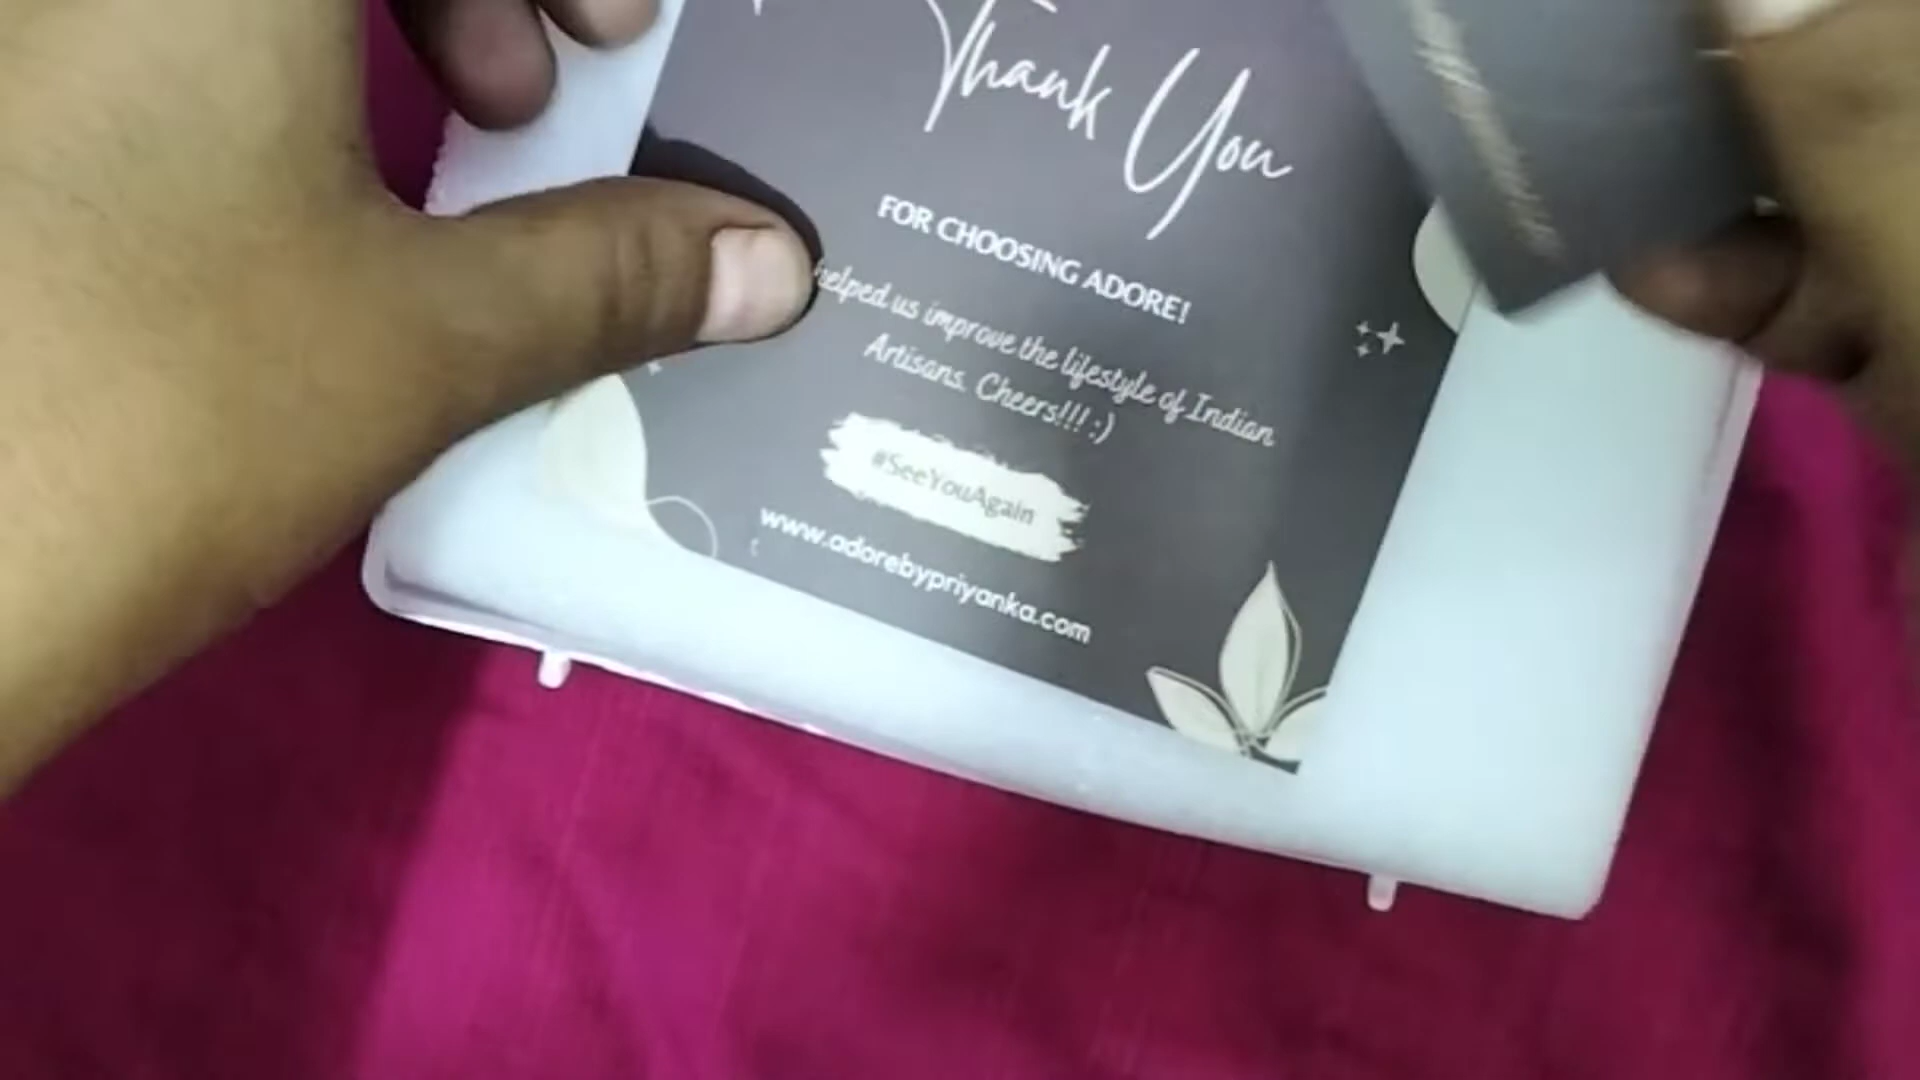 Thank You
FOR CHOOSING ADORE!
helped us improve the lifestyle of Indian
Artisans. Cheers!!! :)
#SeeYouAgain
www.adorebypriyanka.com